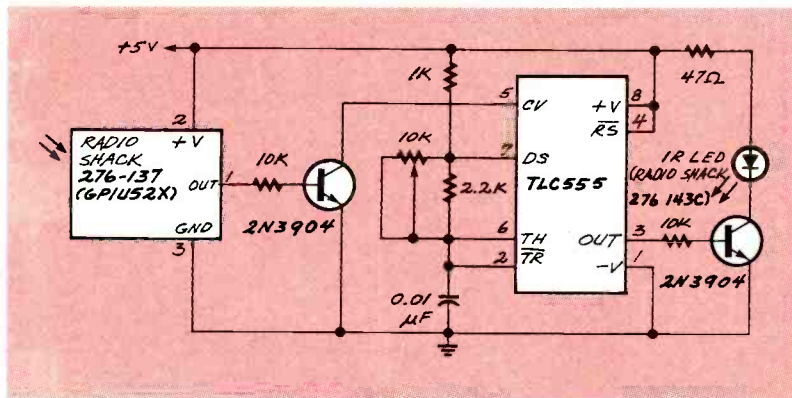 +5V
1K
47Ω
2
+V
RADIO
SHACK
276-137
(GP1U52X)
1
OUT
GND
3
10K
2N3904
10K
2.2K
0.01
μF
5
CV
7
DS
TLC555
6
TH
2
TR
+V
8
RS
4
OUT
3
-V
1
10K
IR LED
(RADIO SHACK
276 143C)
2N3904